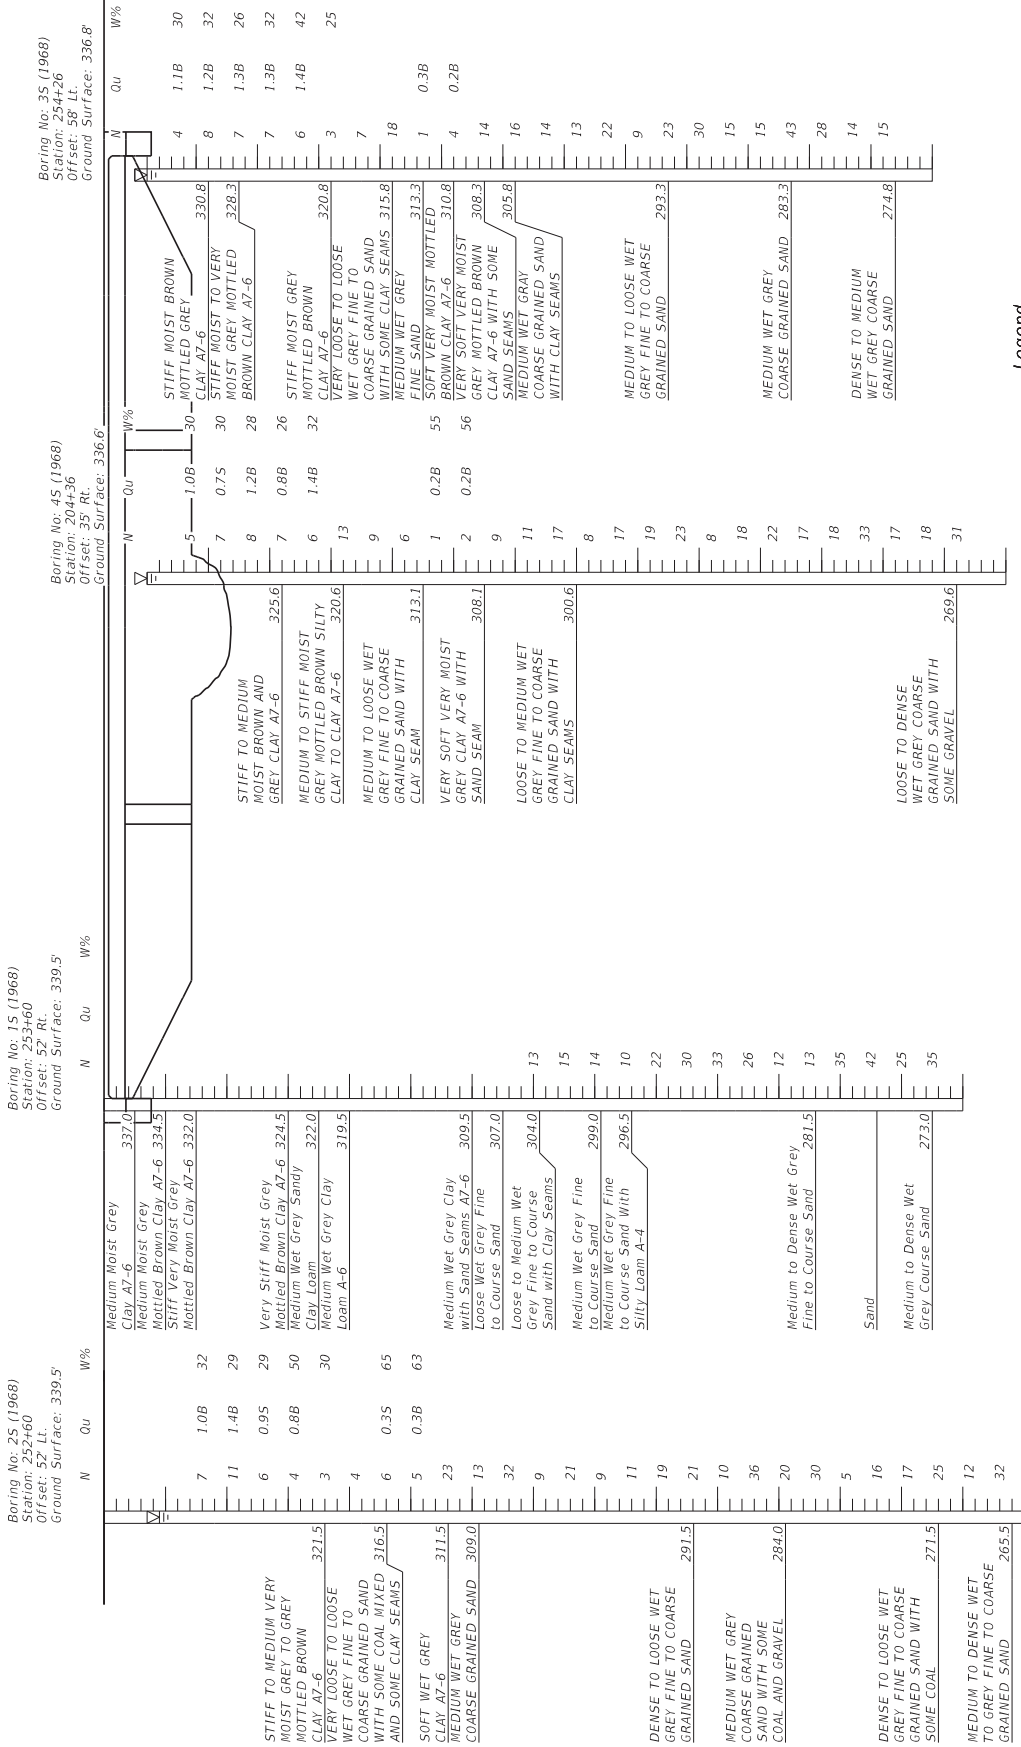 Boring No: 2S (1968)
Station: 252+60
Offset: 52' Lt.
Ground Surface: 339.5'
N Qu W%
7 1.0B 32
11 1.4B 29
6 0.9S 29
4 0.8B 50
3 30
4
6 0.3S 65
5 0.3B 63
23
13
32
9
21
9
11
19
21
10
36
20
30
5
16
17
25
12
32
STIFF TO MEDIUM VERY
MOIST GREY TO GREY
MOTTLED BROWN
CLAY A7-6 321.5
VERY LOOSE TO LOOSE
WET GREY FINE TO
COARSE GRAINED SAND
WITH SOME COAL MIXED 316.5
AND SOME CLAY SEAMS
SOFT WET GREY
CLAY A7-6 311.5
MEDIUM WET GREY
COARSE GRAINED SAND 309.0
DENSE TO LOOSE WET
GREY FINE TO COARSE
GRAINED SAND 291.5
MEDIUM WET GREY
COARSE GRAINED
SAND WITH SOME
COAL AND GRAVEL 284.0
DENSE TO LOOSE WET
GREY FINE TO COARSE
GRAINED SAND WITH
SOME COAL 271.5
MEDIUM TO DENSE WET
TO GREY FINE TO COARSE
GRAINED SAND 265.5
Boring No: 1S (1968)
Station: 253+60
Offset: 52' Rt.
Ground Surface: 339.5'
N Qu W%
13
15
14
10
22
30
33
26
12
13
35
42
25
35
Medium Moist Grey
Clay A7-6 337.0
Medium Moist Grey
Mottled Brown Clay A7-6 334.5
Stiff Very Moist Grey
Mottled Brown Clay A7-6 332.0
Very Stiff Moist Grey
Mottled Brown Clay A7-6 324.5
Medium Wet Grey Sandy
Clay Loam 322.0
Medium Wet Grey Clay
Loam A-6 319.5
Medium Wet Grey Clay
with Sand Seams A7-6 309.5
Loose Wet Grey Fine
to Course Sand 307.0
Loose to Medium Wet
Grey Fine to Course 304.0
Sand with Clay Seams
Medium Wet Grey Fine
to Course Sand 299.0
Medium Wet Grey Fine
to Course Sand With 296.5
Silty Loam A-4
Medium to Dense Wet Grey
Fine to Course Sand 281.5
Sand
Medium to Dense Wet
Grey Course Sand 273.0
Boring No: 4S (1968)
Station: 204+36
Offset: 35' Rt.
Ground Surface: 336.6'
N Qu W%
5 1.0B 30
7 0.7S 30
8 1.2B 28
7 0.8B 26
6 1.4B 32
13
9
6
1 0.2B 55
2 0.2B 56
9
11
17
8
17
19
23
8
18
22
17
18
33
17
18
31
STIFF TO MEDIUM
MOIST BROWN AND
GREY CLAY A7-6 325.6
MEDIUM TO STIFF MOIST
GREY MOTTLED BROWN SILTY
CLAY TO CLAY A7-6 320.6
MEDIUM TO LOOSE WET
GREY FINE TO COARSE
GRAINED SAND WITH
CLAY SEAM 313.1
VERY SOFT VERY MOIST
GREY CLAY A7-6 WITH
SAND SEAM 308.1
LOOSE TO MEDIUM WET
GREY FINE TO COARSE
GRAINED SAND WITH
CLAY SEAMS 300.6
LOOSE TO DENSE
WET GREY COARSE
GRAINED SAND WITH
SOME GRAVEL 269.6
Boring No: 3S (1968)
Station: 254+26
Offset: 58' Lt.
Ground Surface: 336.8'
N Qu W%
4 1.1B 30
8 1.2B 32
7 1.3B 26
7 1.3B 32
6 1.4B 42
3 25
7
18
1 0.3B
4 0.2B
14
16
14
13
22
9
23
30
15
15
43
28
14
15
STIFF MOIST BROWN
MOTTLED GREY
CLAY A7-6 330.8
STIFF MOIST TO VERY
MOIST GREY MOTTLED 328.3
BROWN CLAY A7-6
STIFF MOIST GREY
MOTTLED BROWN
CLAY A7-6 320.8
VERY LOOSE TO LOOSE
WET GREY FINE TO
COARSE GRAINED SAND
WITH SOME CLAY SEAMS 315.8
MEDIUM WET GREY
FINE SAND 313.3
SOFT VERY MOIST MOTTLED
BROWN CLAY A7-6 310.8
VERY SOFT VERY MOIST
GREY MOTTLED BROWN 308.3
CLAY A7-6 WITH SOME
SAND SEAMS 305.8
MEDIUM WET GRAY
COARSE GRAINED SAND
WITH CLAY SEAMS
MEDIUM TO LOOSE WET
GREY FINE TO COARSE
GRAINED SAND 293.3
MEDIUM WET GREY
COARSE GRAINED SAND 283.3
DENSE TO MEDIUM
WET GREY COARSE
GRAINED SAND 274.8
Legend